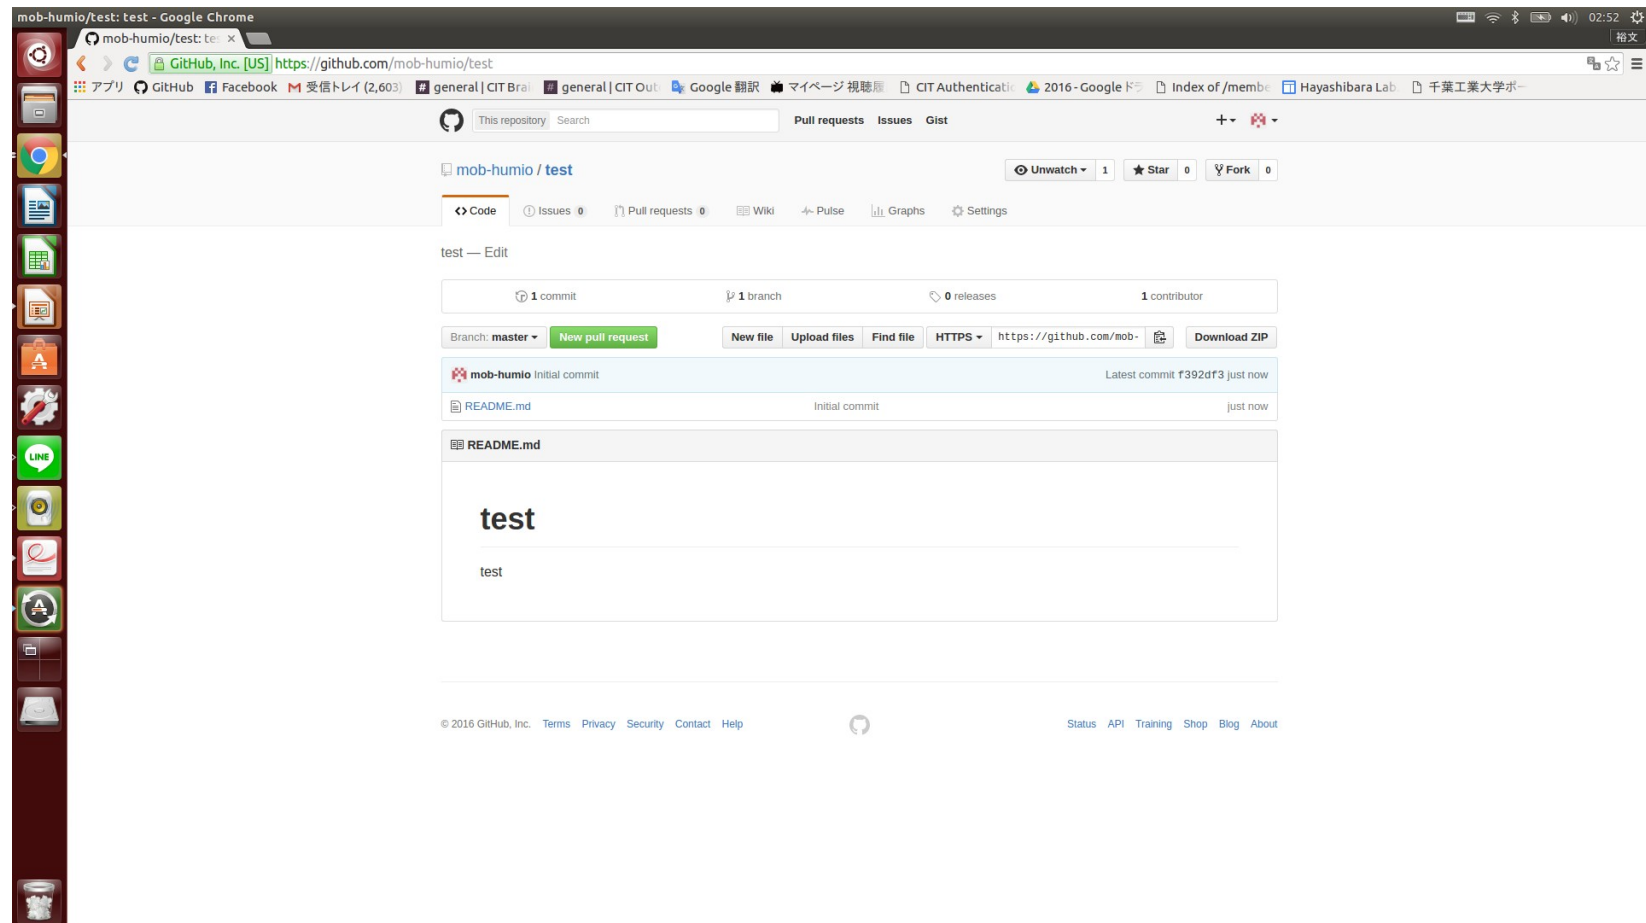 mob-humio/test: test - Google Chrome 02:52
mob-humio/test: te 裕文
GitHub, Inc. [US] https://github.com/mob-humio/test
アプリ GitHub Facebook 受信トレイ (2,603) general | CIT Brai general | CIT Out Google 翻訳 マイページ 視聴履 CIT Authenticati 2016 - Google ド Index of /membe Hayashibara Lab. 千葉工業大学ポー
This repository Search Pull requests Issues Gist
mob-humio / test Unwatch 1 Star 0 Fork 0
Code Issues 0 Pull requests 0 Wiki Pulse Graphs Settings
test — Edit
1 commit 1 branch 0 releases 1 contributor
Branch: master New pull request New file Upload files Find file HTTPS https://github.com/mob- Download ZIP
mob-humio Initial commit Latest commit f392df3 just now
README.md Initial commit just now
README.md
LINE
test
test
© 2016 GitHub, Inc. Terms Privacy Security Contact Help Status API Training Shop Blog About